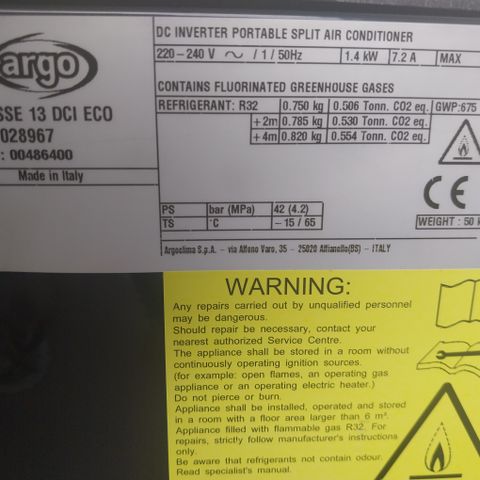 argo
DC INVERTER PORTABLE SPLIT AIR CONDITIONER
220-240 V ~ / 1 / 50Hz 1.4 kW 7.2 A MAX
CONTAINS FLUORINATED GREENHOUSE GASES
REFRIGERANT: R32 0.750 kg 0.506 Tonn. CO2 eq. GWP:675
+2m 0.785 kg 0.530 Tonn. CO2 eq.
+4m 0.820 kg 0.554 Tonn. CO2 eq.
SSE 13 DCI ECO
028967
: 00486400
Made in Italy
CE
PS bar (MPa) 42 (4.2)
TS °C -15 / 65
WEIGHT: 50 k
Argoclima S.p.A. - via Alfeno Varo, 35 - 25020 Alfianello(BS) - ITALY
WARNING:
Any repairs carried out by unqualified personnel
may be dangerous.
Should repair be necessary, contact your
nearest authorized Service Centre.
The appliance shall be stored in a room without
continuously operating ignition sources.
(for example: open flames, an operating gas
appliance or an operating electric heater.)
Do not pierce or burn.
Appliance shall be installed, operated and stored
in a room with a floor area larger than 6 m².
Appliance filled with flammable gas R32. For
repairs, strictly follow manufacturer's instructions
only.
Be aware that refrigerants not contain odour.
Read specialist's manual.